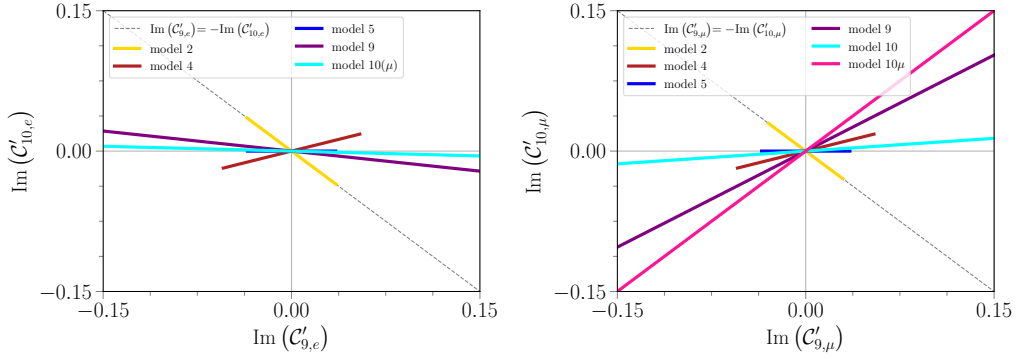 0.15
0.00
−0.15
Im (C′10,e)
Im (C′9,e) = −Im (C′10,e)
model 2
model 4
model 5
model 9
model 10(μ)
−0.15
0.00
0.15
Im (C′9,e)
0.15
0.00
−0.15
Im (C′10,μ)
Im (C′9,μ) = −Im (C′10,μ)
model 2
model 4
model 5
model 9
model 10
model 10μ
−0.15
0.00
0.15
Im (C′9,μ)